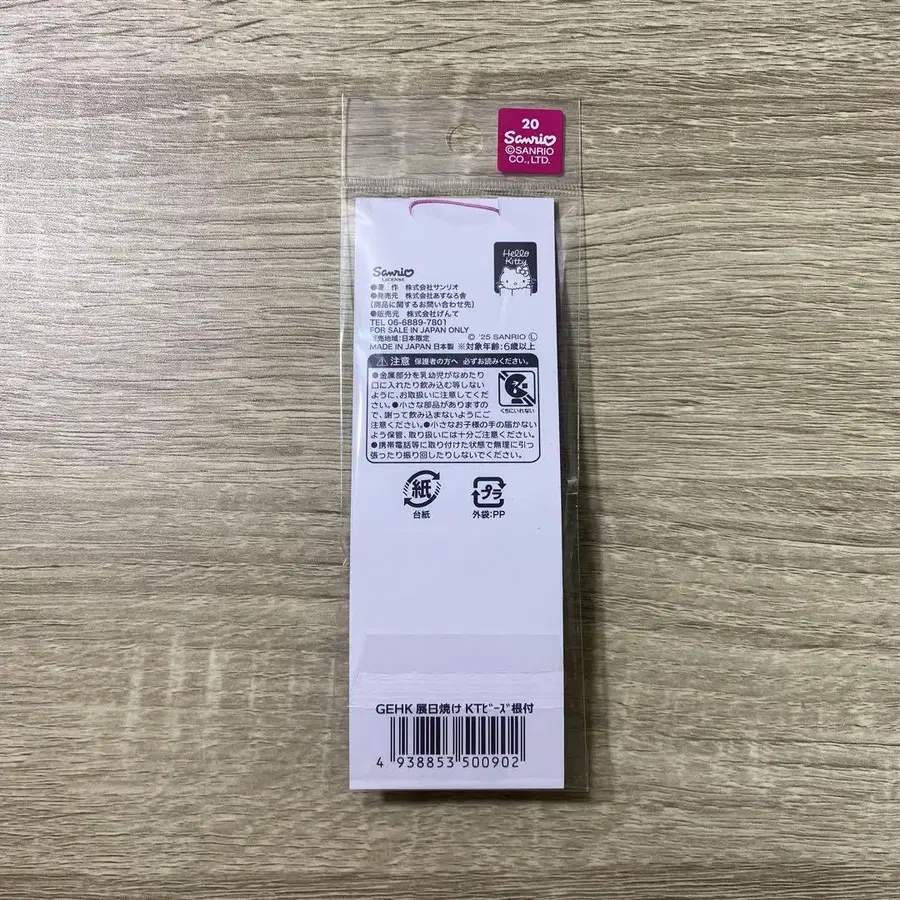 20
Sanrio
©SANRIO
CO., LTD.
Hello
Kitty
Sanrio
LICENSE
●著 作 株式会社サンリオ
●発売元 株式会社あすなろ舎
(商品に関するお問い合わせ先)
●販売元 株式会社げんて
TEL 06-6889-7801
FOR SALE IN JAPAN ONLY
販売地域:日本限定
© '25 SANRIO Ⓛ
MADE IN JAPAN 日本製 ※対象年齢:6歳以上
注意 保護者の方へ 必ずお読みください。
●金属部分を乳幼児がなめたり
口に入れたり飲み込む等しない
ように、お取扱いに注意してくだ
さい。●小さな部品がありますの
で、謝って飲み込まないようにご
注意ください。●小さなお子様の手の届かない
よう保管、取り扱いには十分ご注意ください。
●携帯電話等に取り付けた状態で無理に引っ
張ったり振り回したりしないでください。
くちにいれない
紙
台紙
プラ
外袋:PP
GEHK 展日焼け KTﾋﾞｰｽﾞ根付
4 938853 500902